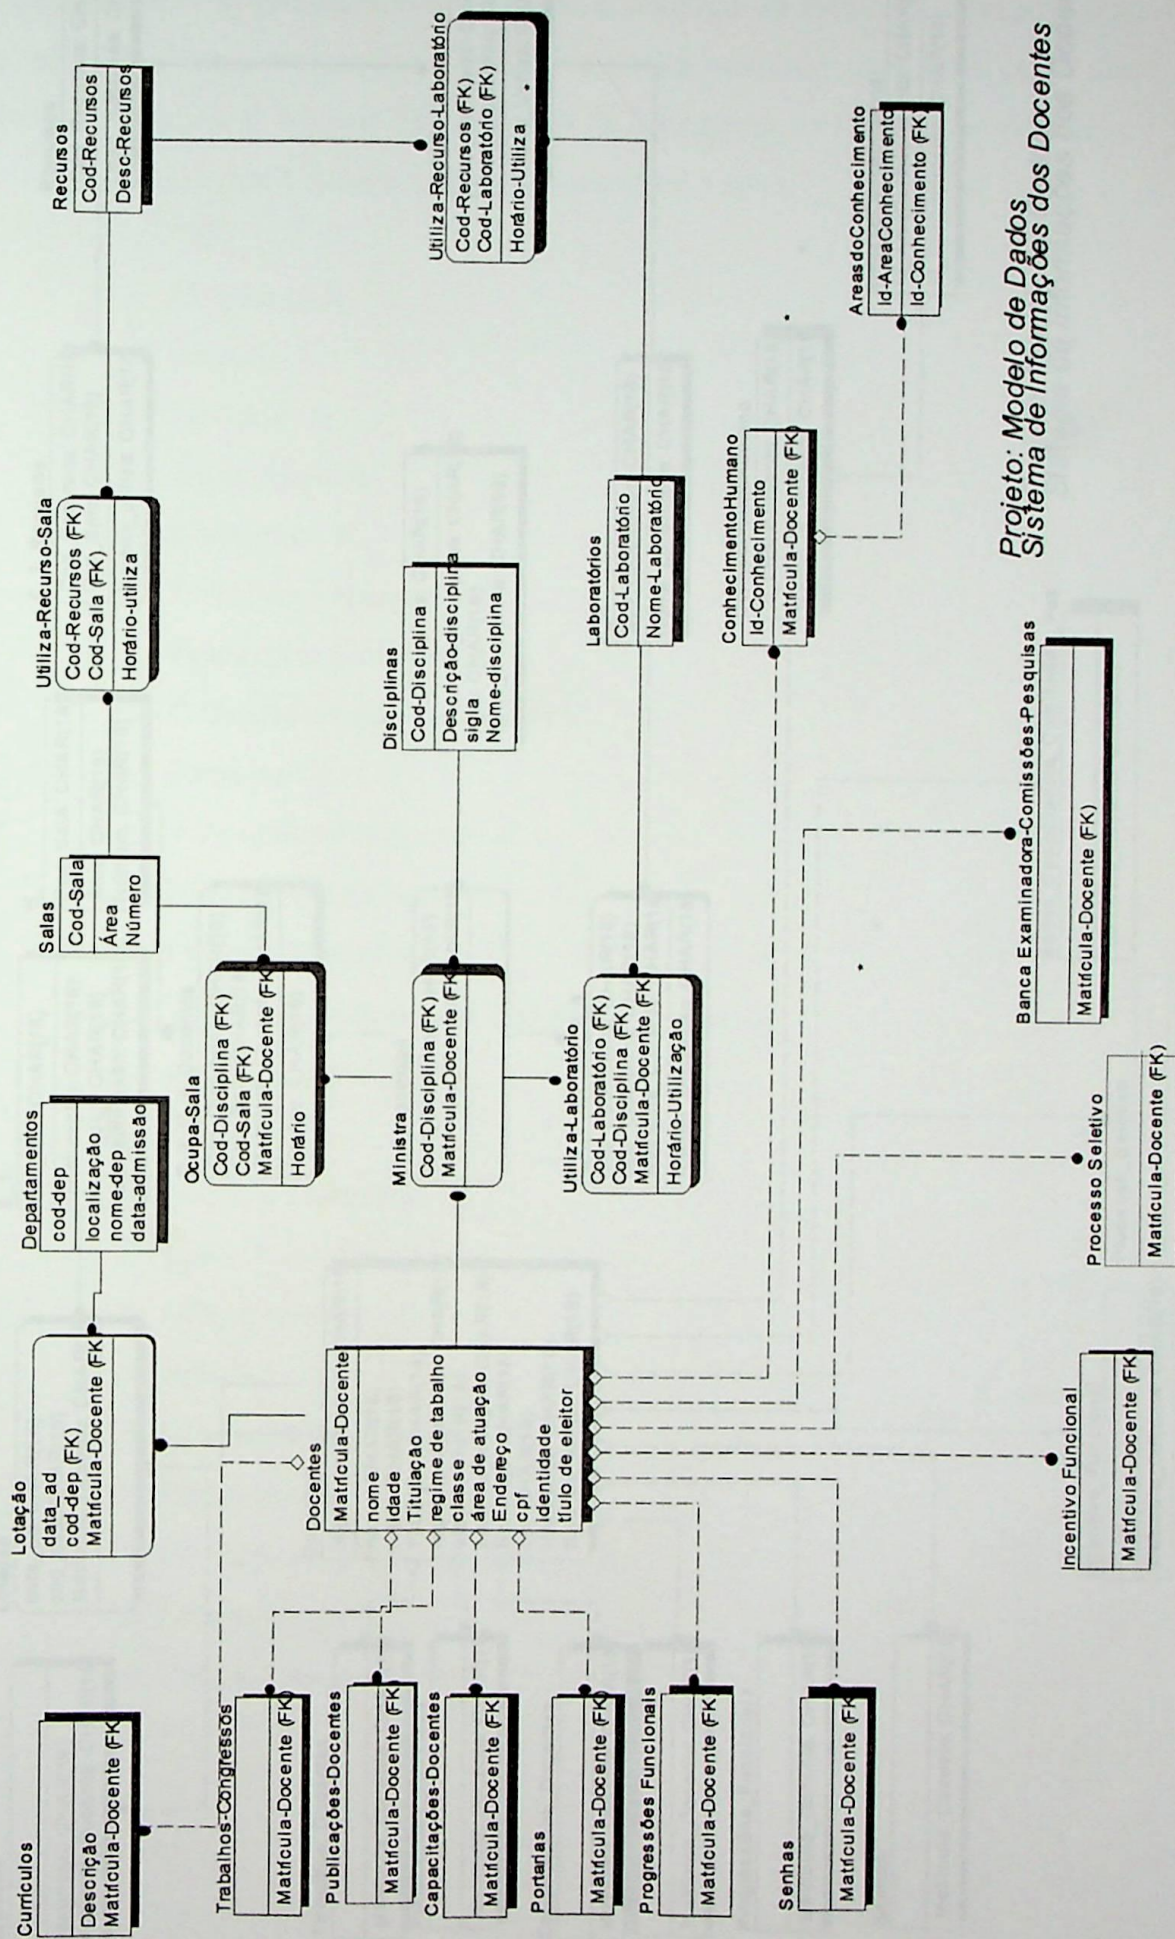 Currículos
Descrição
Matrícula-Docente (FK)
Lotação
data_ad
cod-dep (FK)
Matrícula-Docente (FK)
Departamentos
cod-dep
localização
nome-dep
data-admissão
Salas
Cod-Sala
Área
Número
Utiliza-Recurso-Sala
Cod-Recursos (FK)
Cod-Sala (FK)
Horário-utiliza
Recursos
Cod-Recursos
Desc-Recursos
Trabalhos-Congressos
Matrícula-Docente (FK)
Publicações-Docentes
Matrícula-Docente (FK)
Capacitações-Docentes
Matrícula-Docente (FK)
Portarias
Matrícula-Docente (FK)
Progressões Funcionais
Matrícula-Docente (FK)
Senhas
Matrícula-Docente (FK)
Docentes
Matrícula-Docente
nome
idade
Titulação
regime de tabalho
classe
área de atuação
Endereço
cpf
identidade
título de eleitor
Ocupa-Sala
Cod-Disciplina (FK)
Cod-Sala (FK)
Matrícula-Docente (FK)
Horário
Ministra
Cod-Disciplina (FK)
Matrícula-Docente (FK)
Utiliza-Laboratório
Cod-Laboratório (FK)
Cod-Disciplina (FK)
Matrícula-Docente (FK)
Horário-Utilização
Disciplinas
Cod-Disciplina
Descrição-disciplina
sigla
Nome-disciplina
Laboratórios
Cod-Laboratório
Nome-Laboratório
Utiliza-Recurso-Laboratório
Cod-Recursos (FK)
Cod-Laboratório (FK)
Horário-Utiliza
ConhecimentoHumano
Id-Conhecimento
Matrícula-Docente (FK)
AreasdoConhecimento
Id-AreaConhecimento
Id-Conhecimento (FK)
Incentivo Funcional
Matrícula-Docente (FK)
Processo Seletivo
Matrícula-Docente (FK)
Banca Examinadora-Comissões-Pesquisas
Matrícula-Docente (FK)
Projeto: Modelo de Dados
Sistema de Informações dos Docentes